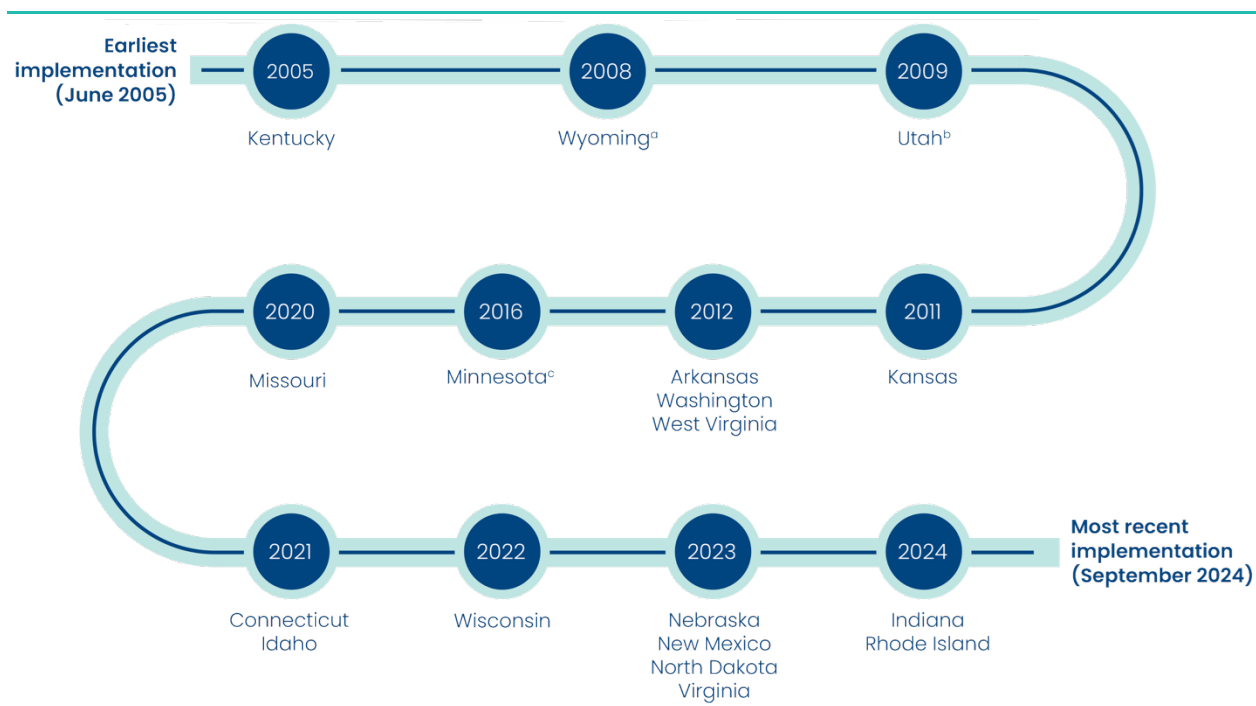 Earliest
implementation
(June 2005)
2005
2008
2009
Kentucky
Wyomingᵃ
Utahᵇ
2020
2016
2012
2011
Missouri
Minnesotaᶜ
Arkansas
Washington
West Virginia
Kansas
2021
2022
2023
2024
Most recent
implementation
(September 2024)
Connecticut
Idaho
Wisconsin
Nebraska
New Mexico
North Dakota
Virginia
Indiana
Rhode Island